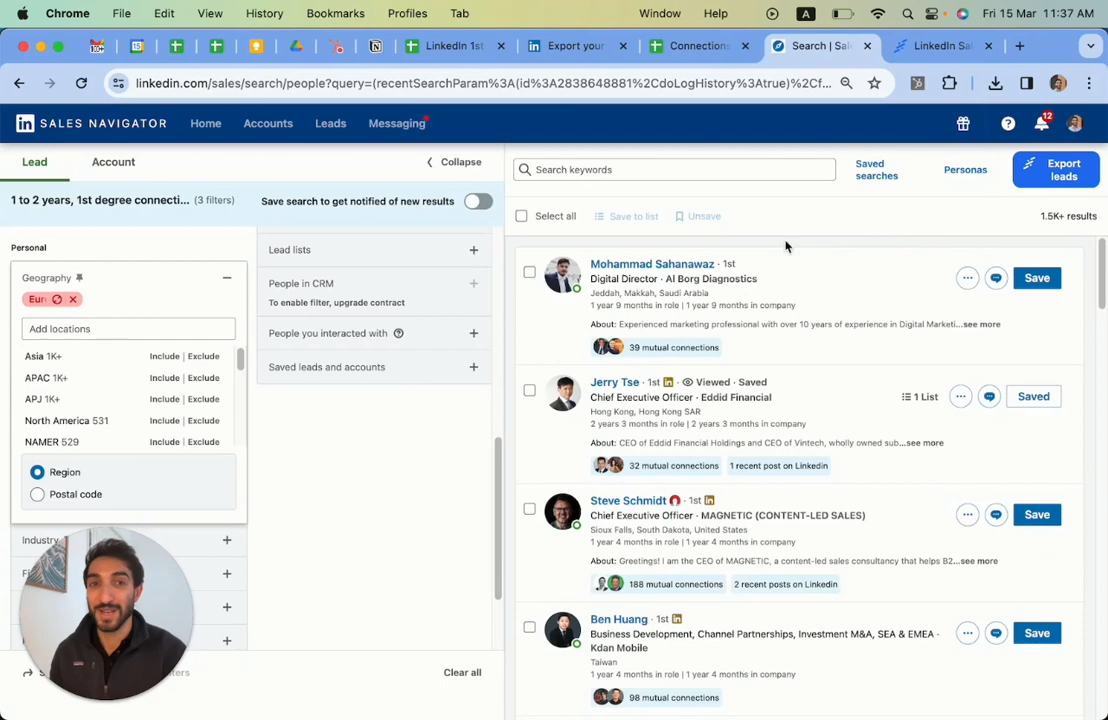 Chrome File Edit View History Bookmarks Profiles Tab Window Help A Fri 15 Mar 11:37 AM
LinkedIn 1st Export your Connections Search | Sal LinkedIn Sal
linkedin.com/sales/search/people?query=(recentSearchParam%3A(id%3A2838648881%2CdoLogHistory%3Atrue)%2Cf...
in SALES NAVIGATOR Home Accounts Leads Messaging 12
Lead Account Collapse
1 to 2 years, 1st degree connecti... (3 filters) Save search to get notified of new results
Personal
Geography
Eur
Add locations
Asia 1K+ Include | Exclude
APAC 1K+ Include | Exclude
APJ 1K+ Include | Exclude
North America 531 Include | Exclude
NAMER 529 Include | Exclude
Region
Postal code
Industry
Lead lists
People in CRM
To enable filter, upgrade contract
People you interacted with
Saved leads and accounts
Clear all
Search keywords
Saved searches
Personas
Export leads
Select all Save to list Unsave 1.5K+ results
Mohammad Sahanawaz · 1st
Digital Director · Al Borg Diagnostics
Jeddah, Makkah, Saudi Arabia
1 year 9 months in role | 1 year 9 months in company
About: Experienced marketing professional with over 10 years of experience in Digital Marketi...see more
39 mutual connections
Save
Jerry Tse · 1st in · Viewed · Saved
Chief Executive Officer · Eddid Financial
Hong Kong, Hong Kong SAR
2 years 3 months in role | 2 years 3 months in company
About: CEO of Eddid Financial Holdings and CEO of Vintech, wholly owned sub...see more
32 mutual connections 1 recent post on Linkedin
1 List Saved
Steve Schmidt · 1st in
Chief Executive Officer · MAGNETIC (CONTENT-LED SALES)
Sioux Falls, South Dakota, United States
1 year 4 months in role | 1 year 4 months in company
About: Greetings! I am the CEO of MAGNETIC, a content-led sales consultancy that helps B2...see more
188 mutual connections 2 recent posts on Linkedin
Save
Ben Huang · 1st in
Business Development, Channel Partnerships, Investment M&A, SEA & EMEA ·
Kdan Mobile
Taiwan
1 year 4 months in role | 1 year 4 months in company
98 mutual connections
Save